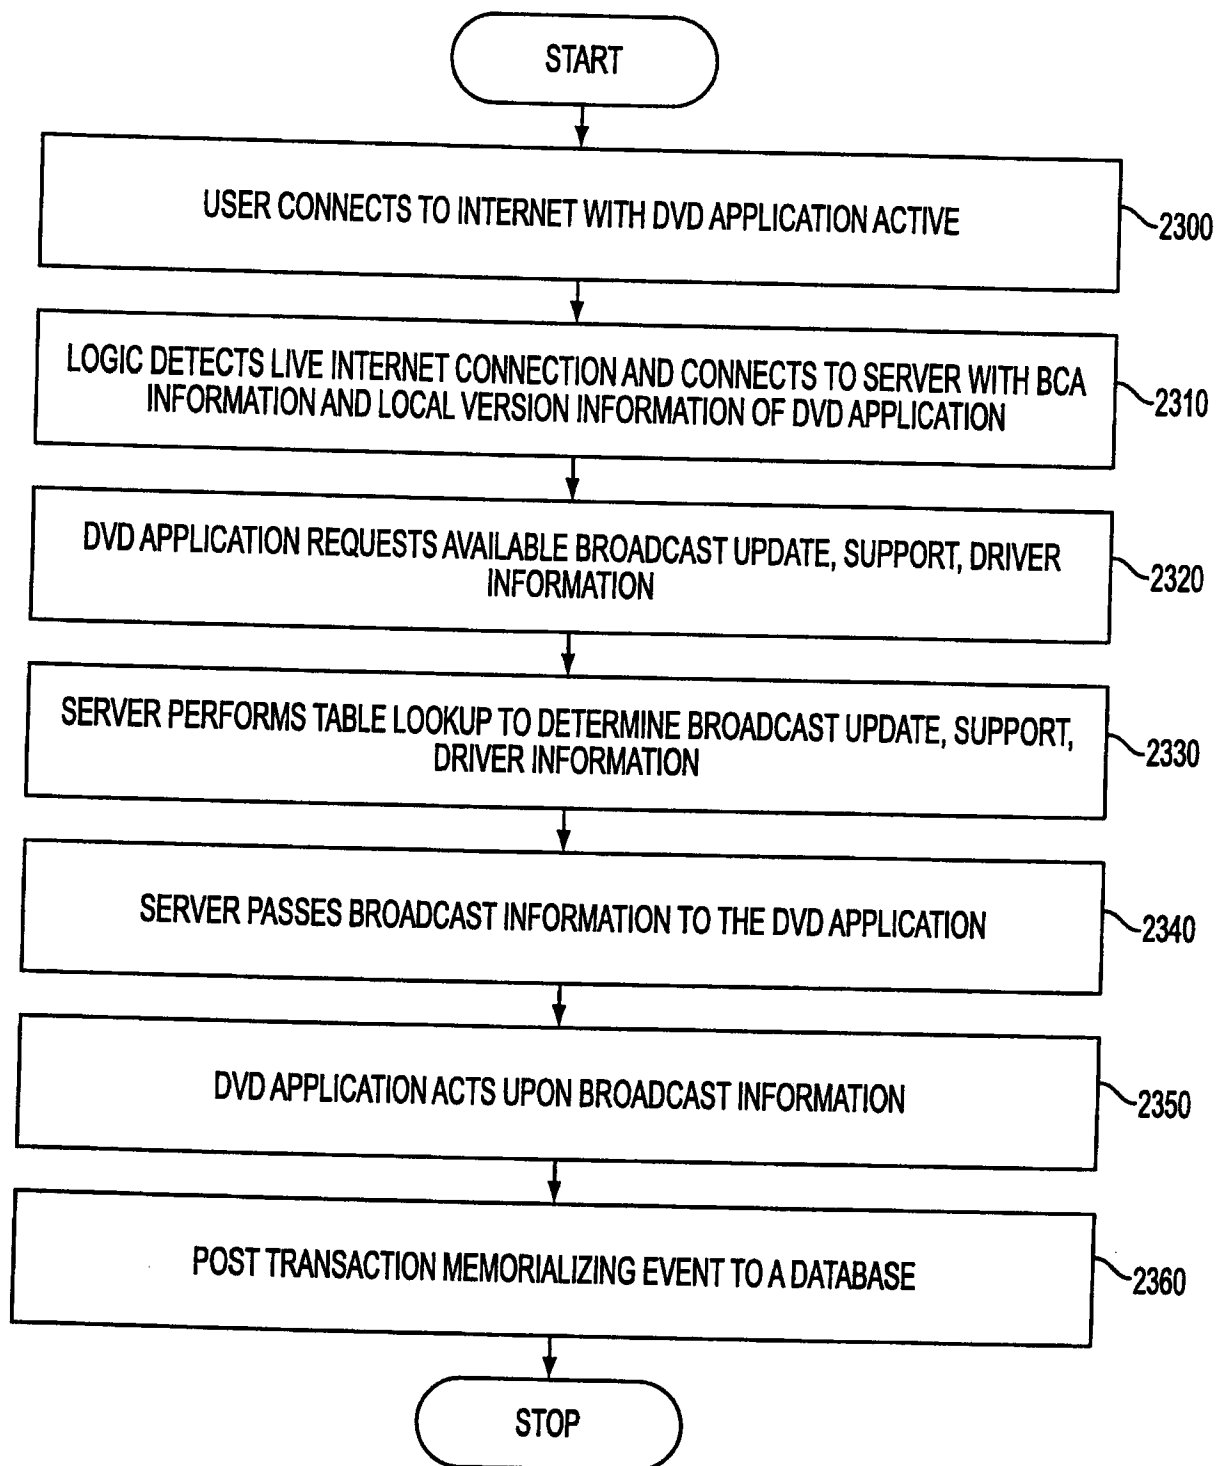 START
USER CONNECTS TO INTERNET WITH DVD APPLICATION ACTIVE
2300
LOGIC DETECTS LIVE INTERNET CONNECTION AND CONNECTS TO SERVER WITH BCA
INFORMATION AND LOCAL VERSION INFORMATION OF DVD APPLICATION
2310
DVD APPLICATION REQUESTS AVAILABLE BROADCAST UPDATE, SUPPORT, DRIVER
INFORMATION
2320
SERVER PERFORMS TABLE LOOKUP TO DETERMINE BROADCAST UPDATE, SUPPORT,
DRIVER INFORMATION
2330
SERVER PASSES BROADCAST INFORMATION TO THE DVD APPLICATION
2340
DVD APPLICATION ACTS UPON BROADCAST INFORMATION
2350
POST TRANSACTION MEMORIALIZING EVENT TO A DATABASE
2360
STOP